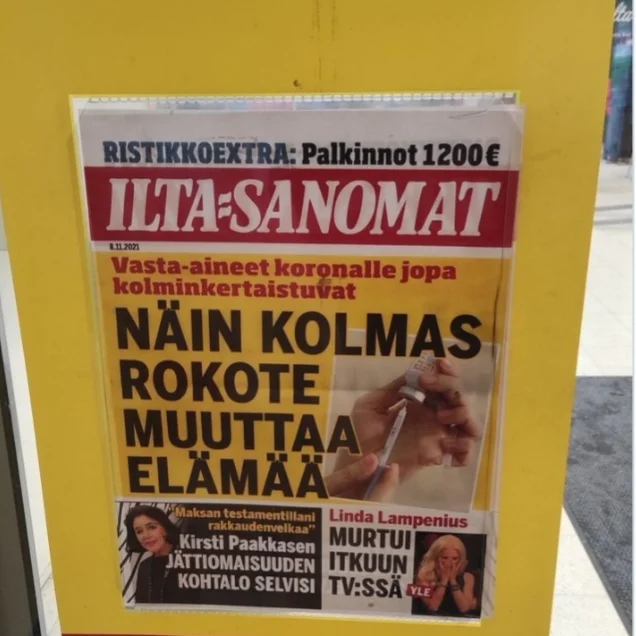 RISTIKKOEXTRA: Palkinnot 1200€
ILTA=SANOMAT
8.11.2021
Vasta-aineet koronalle jopa
kolminkertaistuvat
NÄIN KOLMAS
ROKOTE
MUUTTAA
ELÄMÄÄ
"Maksan testamentillani
rakkaudenvelkaa"
Kirsti Paakkasen
JÄTTIOMAISUUDEN
KOHTALO SELVISI
Linda Lampenius
MURTUI
ITKUUN
TV:SSÄ
YLE